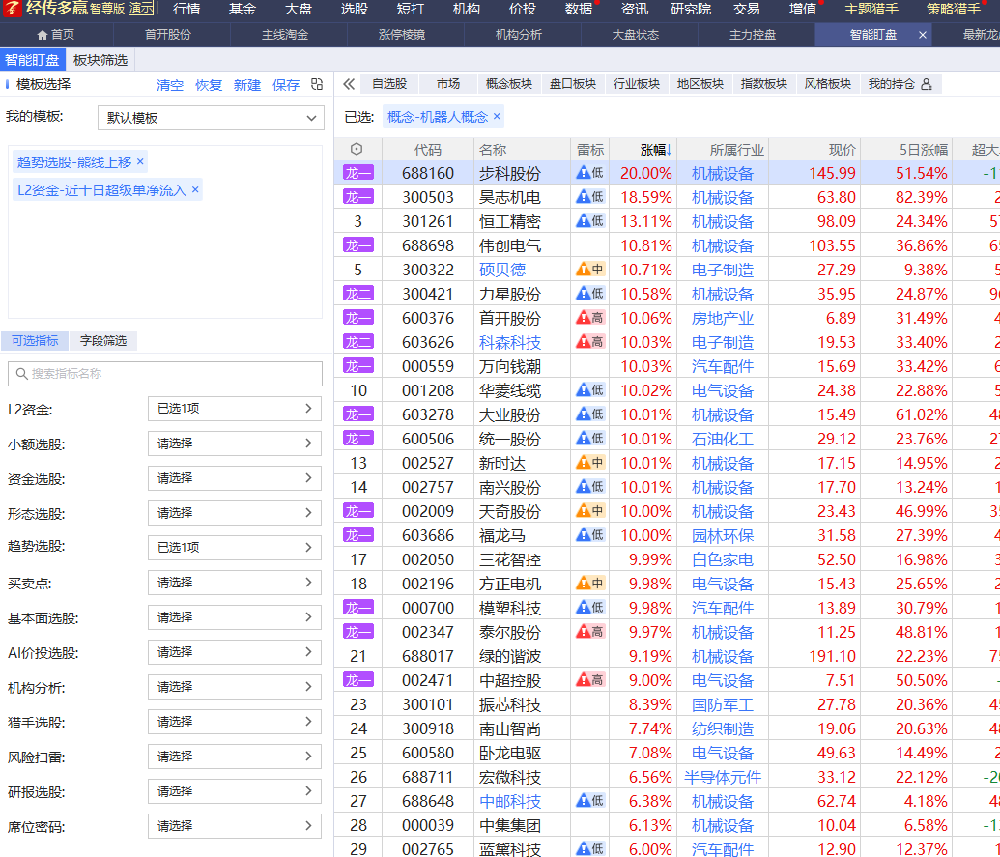 经传多赢 智尊版 演示 行情 基金 大盘 选股 短打 机构 价投 数据 资讯 研究院 交易 增值 主题猎手 策略猎手
首页 首开股份 主线淘金 涨停棱镜 机构分析 大盘状态 主力控盘 智能盯盘 × 最新龙
智能盯盘 板块筛选
模板选择 清空 恢复 新建 保存
自选股 市场 概念板块 盘口板块 行业板块 地区板块 指数板块 风格板块 我的持仓
我的模板: 默认模板
已选: 概念-机器人概念 ×
趋势选股-熊线上移 ×
L2资金-近十日超级单净流入 ×
可选指标 字段筛选
搜索指标名称
L2资金: 已选1项
小额选股: 请选择
资金选股: 请选择
形态选股: 请选择
趋势选股: 已选1项
买卖点: 请选择
基本面选股: 请选择
AI价投选股: 请选择
机构分析: 请选择
猎手选股: 请选择
风险扫雷: 请选择
研报选股: 请选择
席位密码: 请选择
代码 名称 雷标 涨幅↓ 所属行业 现价 5日涨幅 超大
龙一 688160 步科股份 低 20.00% 机械设备 145.99 51.54% -1
龙一 300503 昊志机电 低 18.59% 机械设备 63.80 82.39% 2
3 301261 恒工精密 低 13.11% 机械设备 98.09 24.34% 5
龙一 688698 伟创电气 10.81% 机械设备 103.55 36.86% 6
5 300322 硕贝德 中 10.71% 电子制造 27.29 9.38% 5
龙二 300421 力星股份 低 10.58% 机械设备 35.95 24.87% 9
龙一 600376 首开股份 高 10.06% 房地产业 6.89 31.49% 4
龙二 603626 科森科技 高 10.03% 电子制造 19.53 33.40% 2
龙一 000559 万向钱潮 10.03% 汽车配件 15.69 33.42% 6
10 001208 华菱线缆 低 10.02% 电气设备 24.38 22.88% 5
龙一 603278 大业股份 低 10.01% 机械设备 15.49 61.02% 4
龙二 600506 统一股份 低 10.01% 石油化工 29.12 23.76% 2
13 002527 新时达 中 10.01% 机械设备 17.15 14.95% 2
14 002757 南兴股份 低 10.01% 机械设备 17.70 13.24% 1
龙一 002009 天奇股份 中 10.00% 机械设备 23.43 46.99% 3
龙一 603686 福龙马 低 10.00% 园林环保 31.58 27.39% 4
17 002050 三花智控 9.99% 白色家电 52.50 16.98% 3
18 002196 方正电机 中 9.98% 电气设备 15.43 25.65% 2
龙一 000700 模塑科技 低 9.98% 汽车配件 13.89 30.79% 1
龙一 002347 泰尔股份 高 9.97% 机械设备 11.25 48.81% 1
21 688017 绿的谐波 9.19% 机械设备 191.10 22.23% 7
龙一 002471 中超控股 高 9.00% 电气设备 7.51 50.50% -
23 300101 振芯科技 8.39% 国防军工 27.78 20.36% 4
24 300918 南山智尚 7.74% 纺织制造 19.06 20.63% 4
25 600580 卧龙电驱 7.08% 电气设备 49.63 14.49% 2
26 688711 宏微科技 6.56% 半导体元件 33.12 22.12% -2
27 688648 中邮科技 低 6.38% 机械设备 62.74 4.18% 4
28 000039 中集集团 6.13% 机械设备 10.04 6.58% -1
29 002765 蓝黛科技 低 6.00% 汽车配件 12.90 12.37% 1